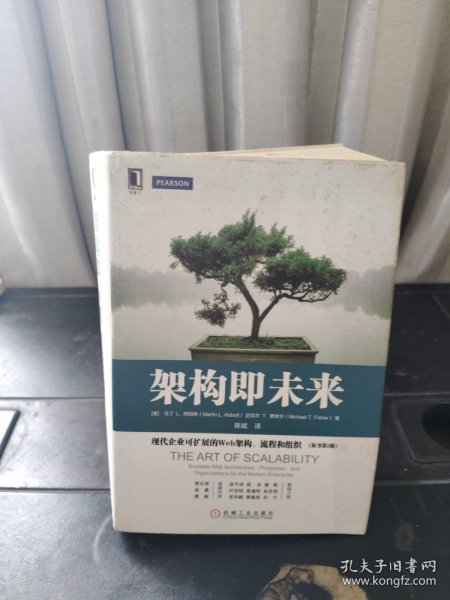 PEARSON
架构即未来
[美] 马丁 L. 阿伯特（Martin L. Abbott） 迈克尔 T. 费舍尔（Michael T. Fisher） 著
陈斌 译
现代企业可扩展的Web架构、流程和组织 （原书第2版）
THE ART OF SCALABILITY
Scalable Web Architecture, Processes, and
Organizations for the Modern Enterprise
机械工业出版社
China Machine Press
孔夫子旧书网
www.kongfz.com